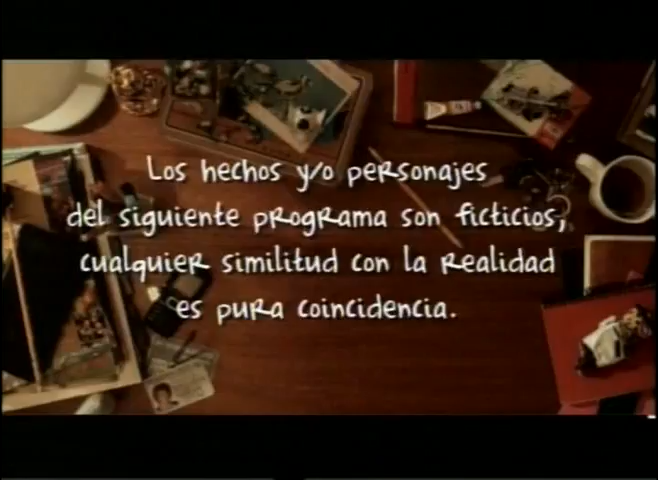 Los hechos y/o personajes
del siguiente programa son ficticios,
cualquier similitud con la realidad
es pura coincidencia.